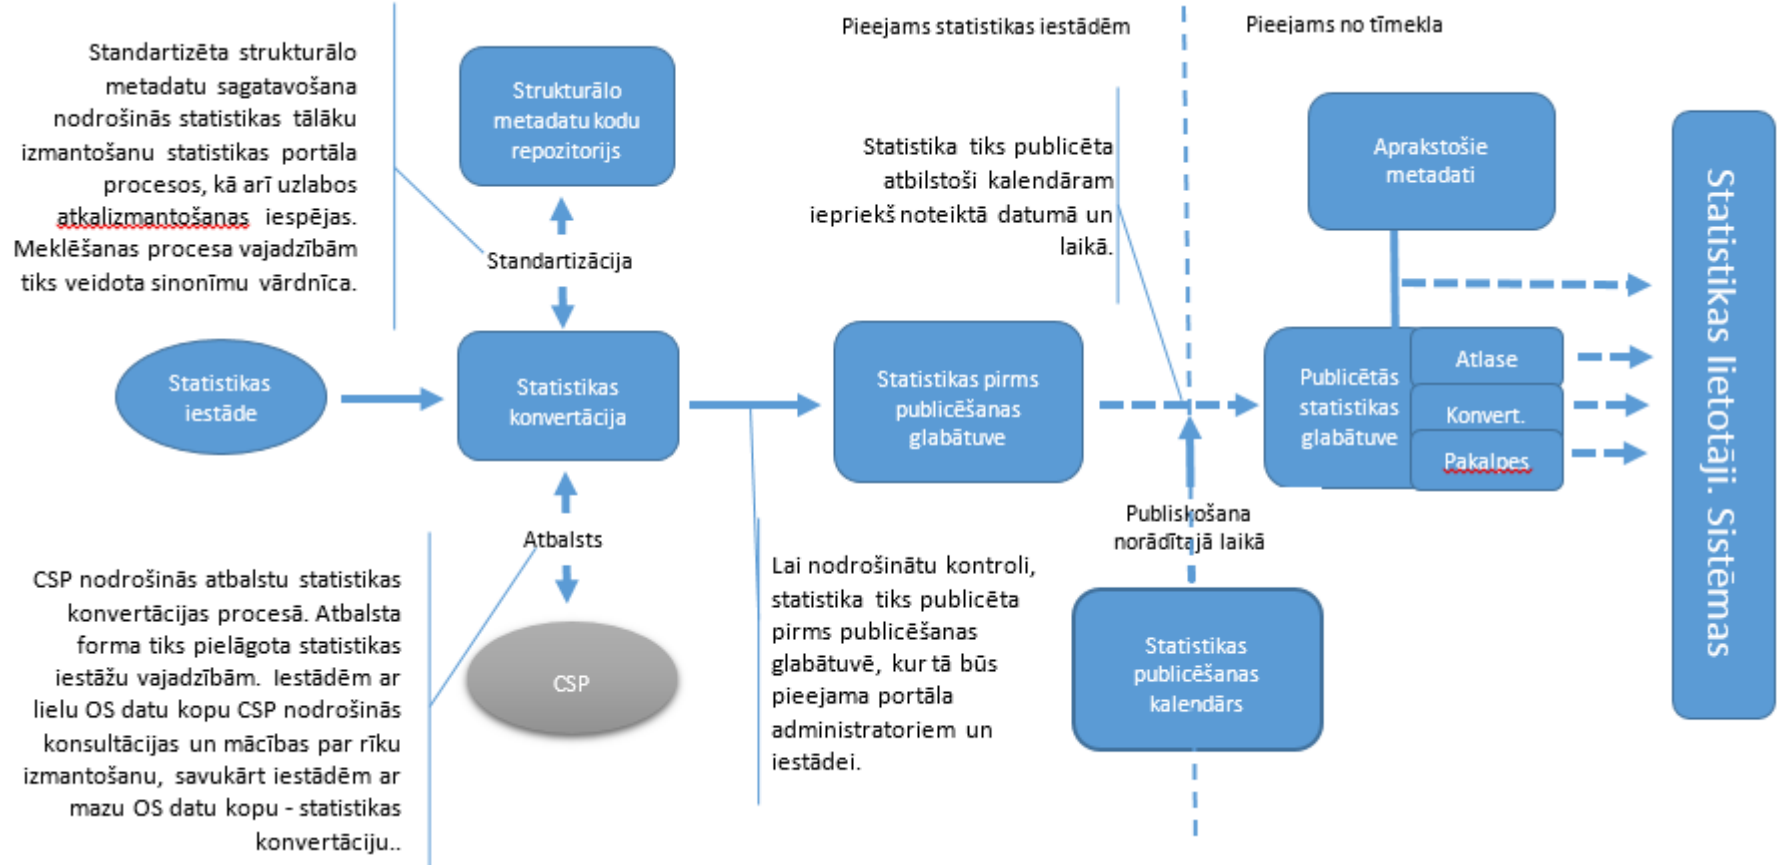 Pieejams statistikas iestādēm
Pieejams no tīmekla
Standartizēta strukturālo
metadatu sagatavošana
nodrošinās statistikas tālāku
izmantošanu statistikas portāla
procesos, kā arī uzlabos
atkalizmantošanas iespējas.
Meklēšanas procesa vajadzībām
tiks veidota sinonīmu vārdnīca.
Strukturālo
metadatu kodu
repozitorijs
Standartizācija
Statistika tiks publicēta
atbilstoši kalendāram
iepriekš noteiktā datumā un
laikā.
Aprakstošie
metadati
Statistikas lietotāji. Sistēmas
Statistikas
iestāde
Statistikas
konvertācija
Statistikas pirms
publicēšanas
glabātuve
Publicētās
statistikas
glabātuve
Atlase
Konvert.
Pakalpes
Atbalsts
CSP
CSP nodrošinās atbalstu statistikas
konvertācijas procesā. Atbalsta
forma tiks pielāgota statistikas
iestāžu vajadzībām. Iestādēm ar
lielu OS datu kopu CSP nodrošinās
konsultācijas un mācības par rīku
izmantošanu, savukārt iestādēm ar
mazu OS datu kopu - statistikas
konvertāciju..
Lai nodrošinātu kontroli,
statistika tiks publicēta
pirms publicēšanas
glabātuvē, kur tā būs
pieejama portāla
administratoriem un
iestādei.
Publiskošana
norādītajā laikā
Statistikas
publicēšanas
kalendārs